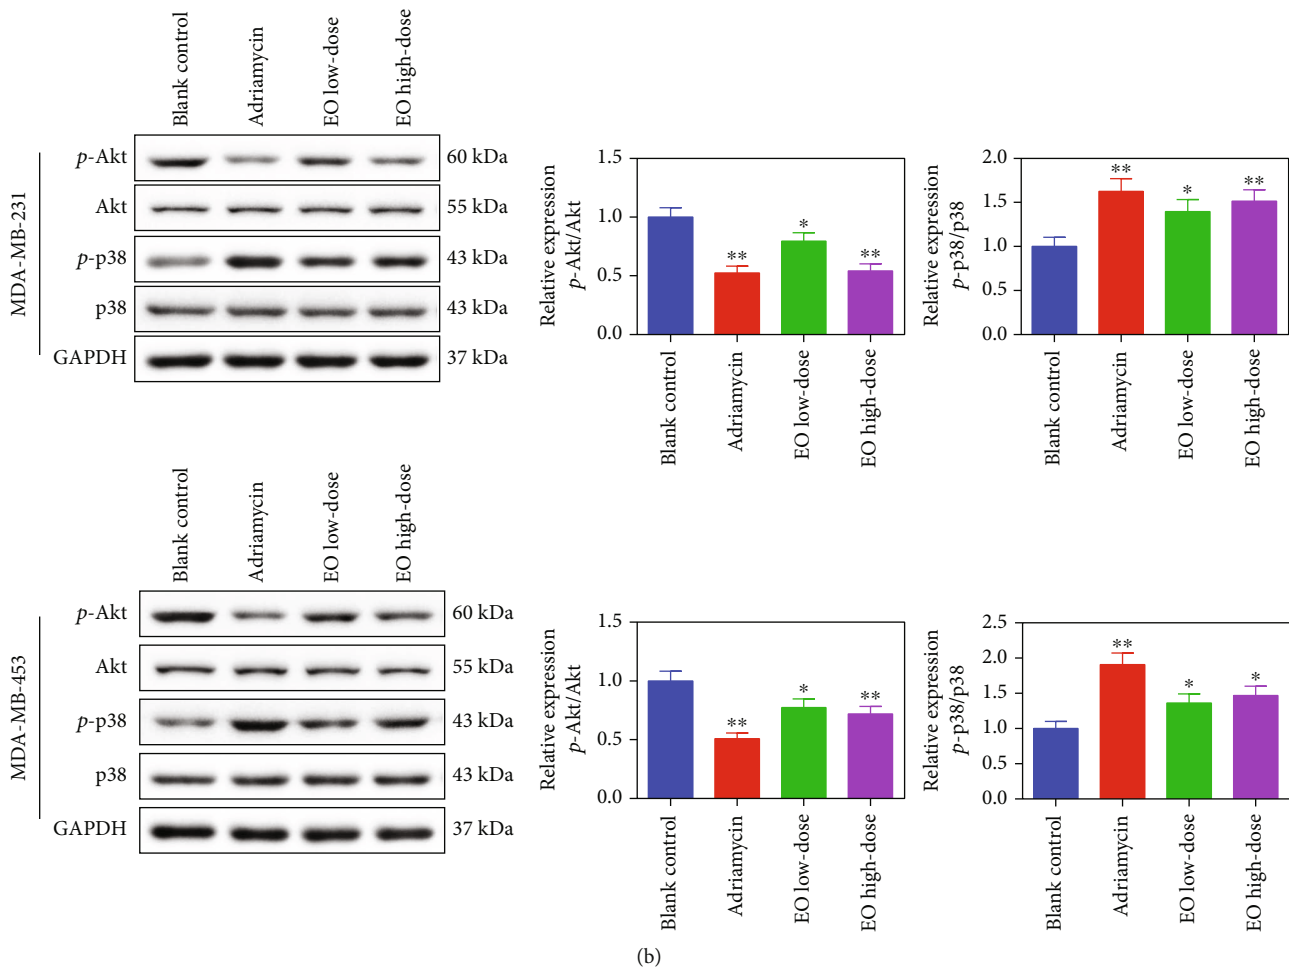 Blank control
Adriamycin
EO low-dose
EO high-dose
MDA-MB-231
p-Akt 60 kDa
Akt 55 kDa
p-p38 43 kDa
p38 43 kDa
GAPDH 37 kDa
Relative expression
p-Akt/Akt
1.5
1.0
0.5
0.0
**
*
**
Blank control
Adriamycin
EO low-dose
EO high-dose
Relative expression
p-p38/p38
2.0
1.5
1.0
0.5
0.0
**
*
**
Blank control
Adriamycin
EO low-dose
EO high-dose
Blank control
Adriamycin
EO low-dose
EO high-dose
MDA-MB-453
p-Akt 60 kDa
Akt 55 kDa
p-p38 43 kDa
p38 43 kDa
GAPDH 37 kDa
Relative expression
p-Akt/Akt
1.5
1.0
0.5
0.0
**
*
**
Blank control
Adriamycin
EO low-dose
EO high-dose
Relative expression
p-p38/p38
2.5
2.0
1.5
1.0
0.5
0.0
**
*
*
Blank control
Adriamycin
EO low-dose
EO high-dose
(b)